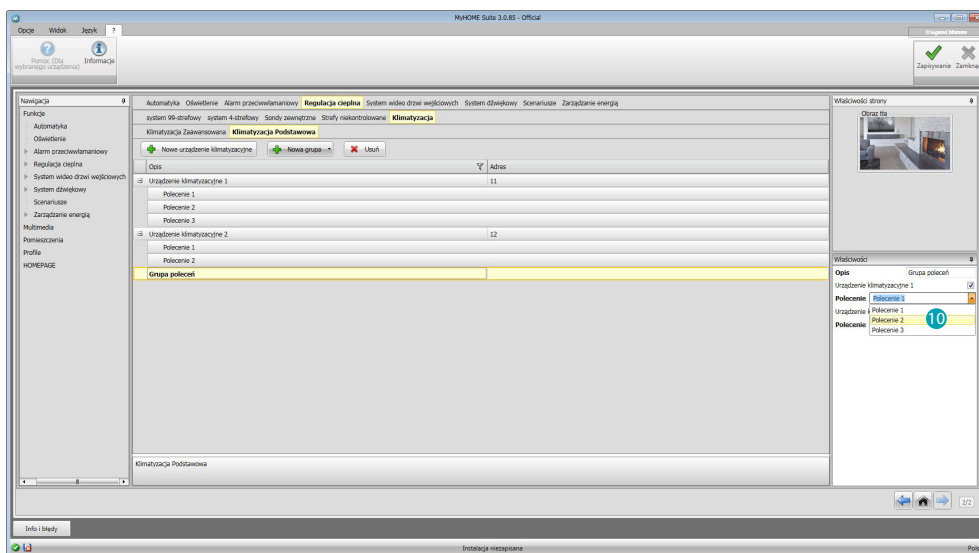 MyHOME Suite 3.0.85 - Official
Opcje Widok Język ?
Pomoc (Dla wybranego urządzenia)
Informacje
Zapisywanie Zamkną
Nawigacja
Funkcje
Automatyka
Oświetlenie
Alarm przeciwwłamaniowy
Regulacja cieplna
System wideo drzwi wejściowych
System dźwiękowy
Scenariusze
Zarządzanie energią
Multimedia
Pomieszczenia
Profile
HOMEPAGE
Automatyka Oświetlenie Alarm przeciwwłamaniowy Regulacja cieplna System wideo drzwi wejściowych System dźwiękowy Scenariusze Zarządzanie energią
system 99-strefowy system 4-strefowy Sondy zewnętrzne Strefy niekontrolowane Klimatyzacja
Klimatyzacja Zaawansowana Klimatyzacja Podstawowa
Nowe urządzenie klimatyzacyjne Nowa grupa Usuń
Opis Adres
Urządzenie klimatyzacyjne 1 11
Polecenie 1
Polecenie 2
Polecenie 3
Urządzenie klimatyzacyjne 2 12
Polecenie 1
Polecenie 2
Grupa poleceń
Klimatyzacja Podstawowa
Właściwości strony
Obraz tła
Właściwości
Opis Grupa poleceń
Urządzenie klimatyzacyjne 1
Polecenie Polecenie 1
Urządzenie Polecenie 1
Polecenie 2
Polecenie Polecenie 3
10
2/2
Info i błędy
Instalacja niezapisana